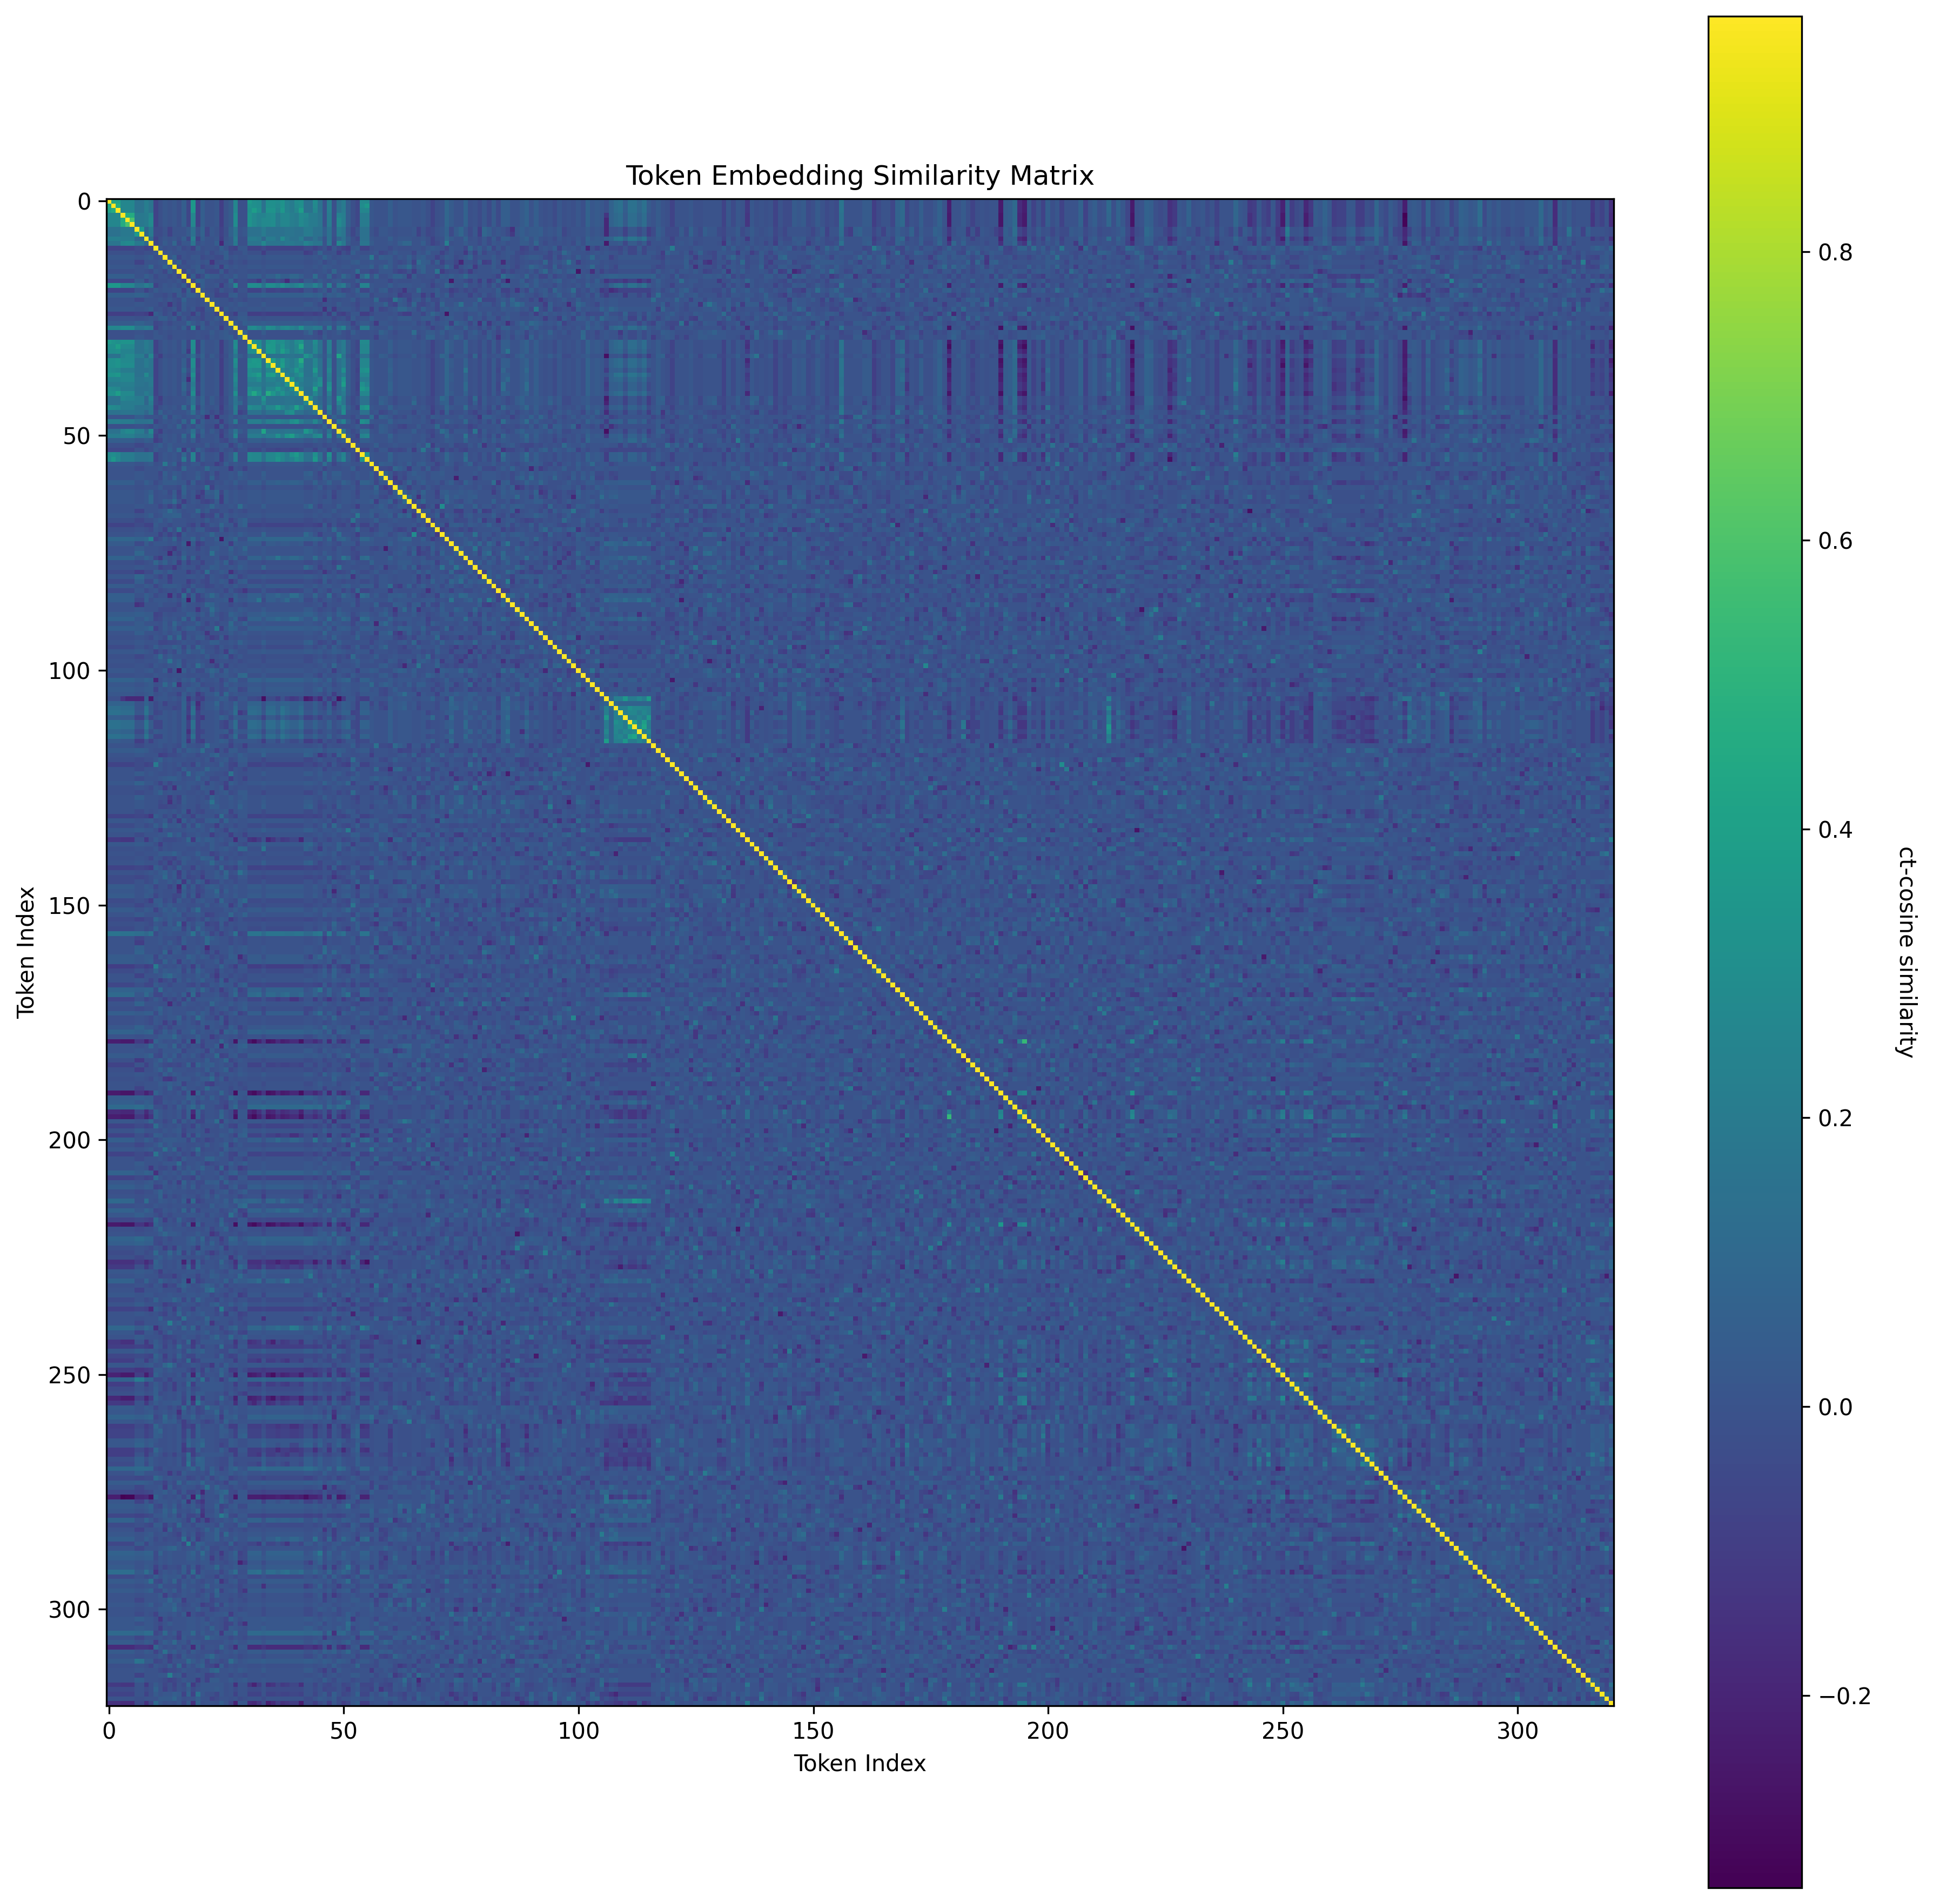 Token Embedding Similarity Matrix
0
50
100
150
200
250
300
Token Index
0 50 100 150 200 250 300
Token Index
0.8
0.6
0.4
0.2
0.0
−0.2
ct-cosine similarity